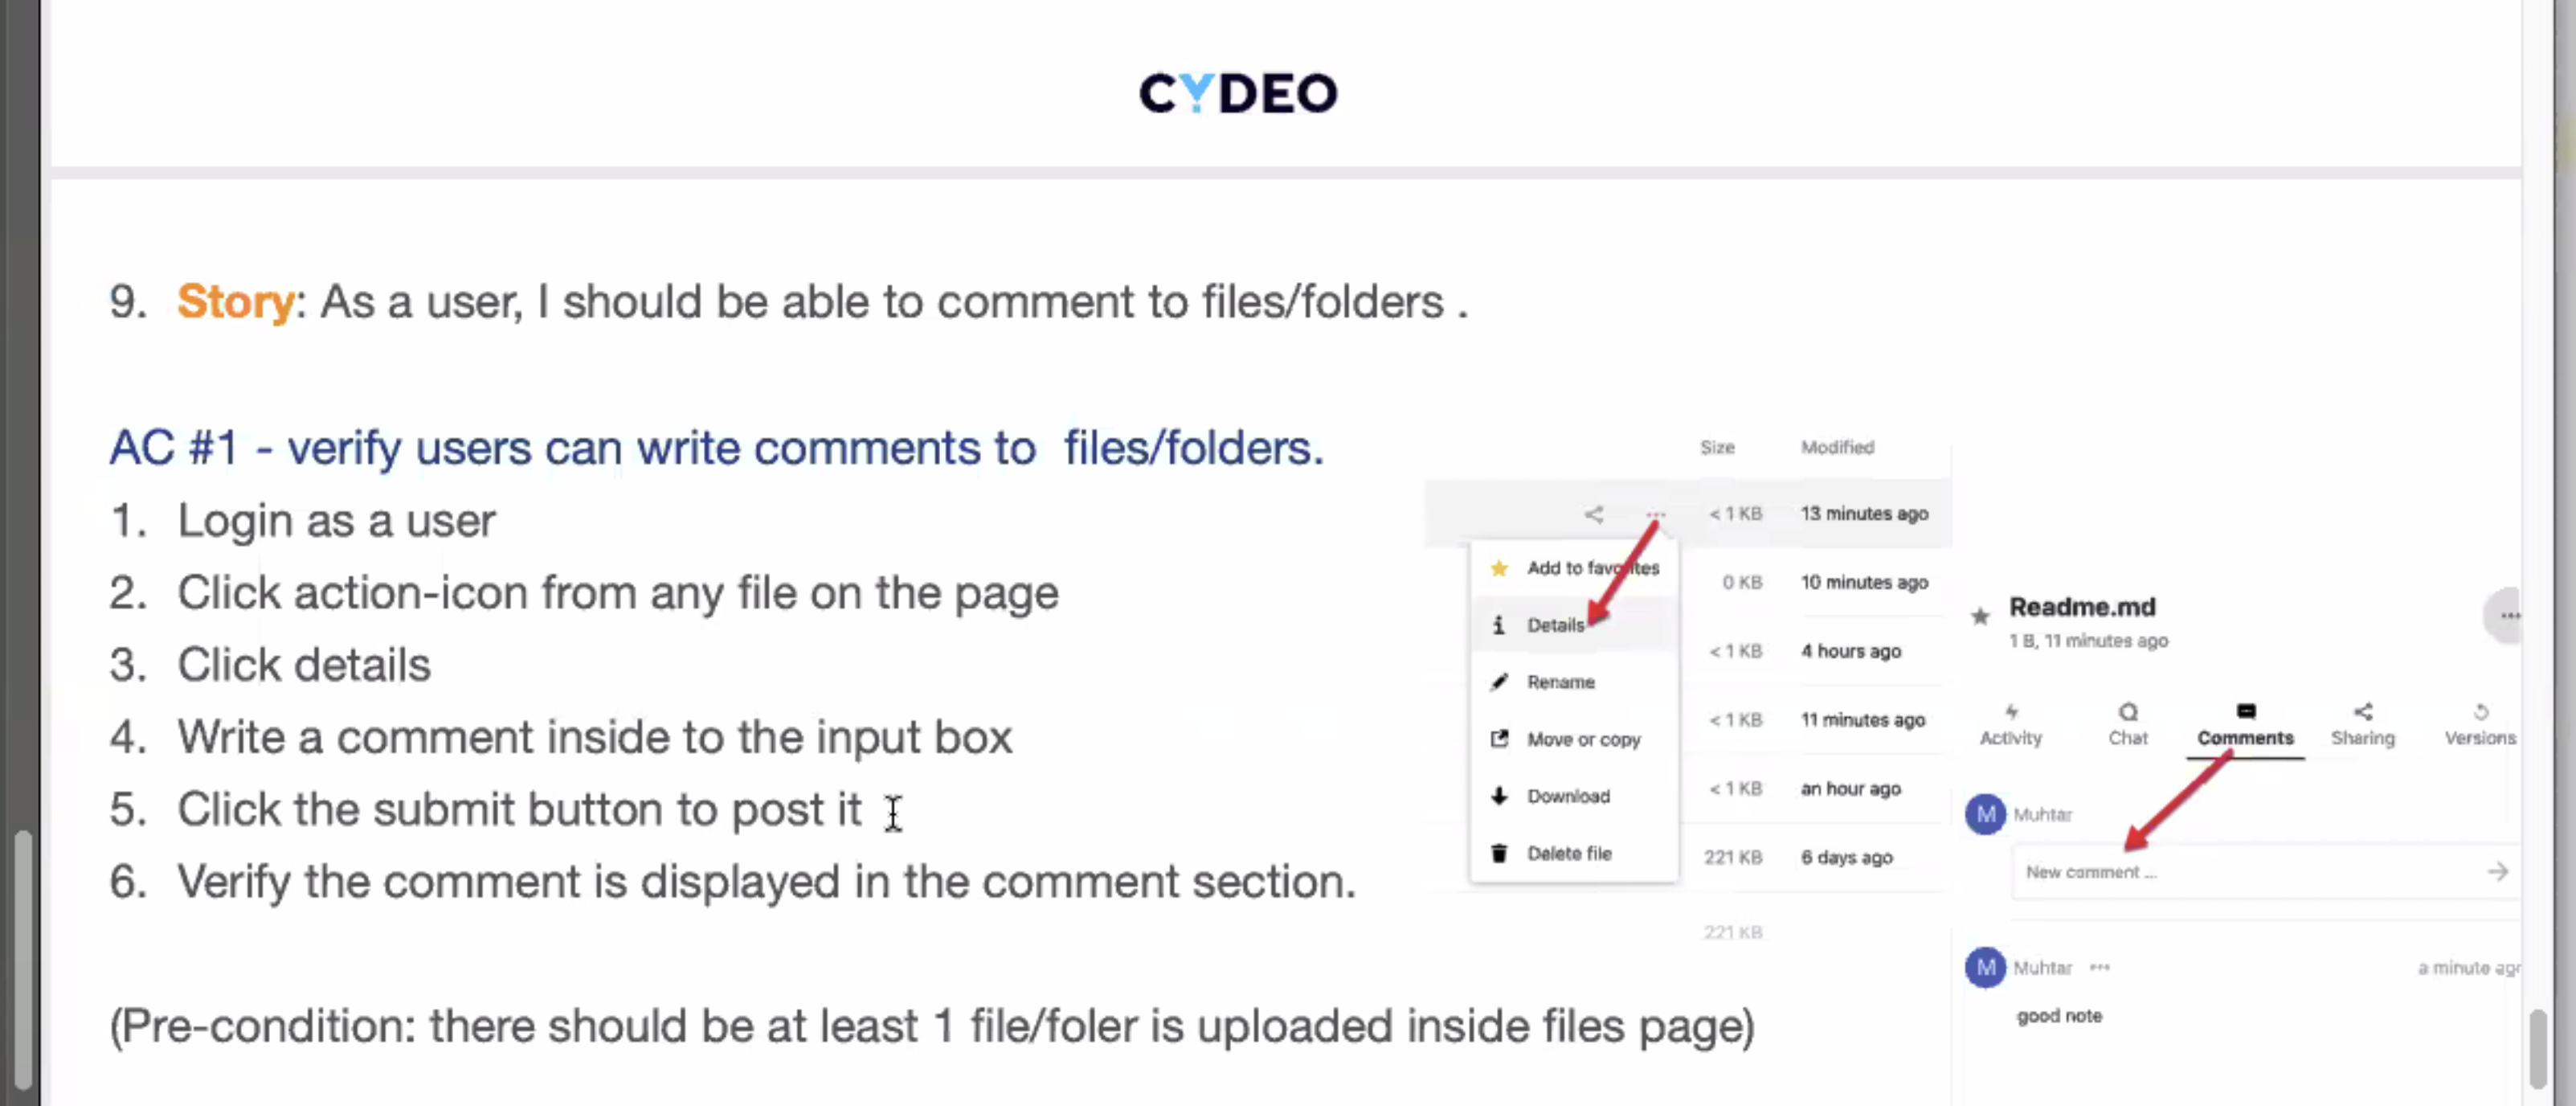 CYDEO
9. Story: As a user, I should be able to comment to files/folders .
AC #1 - verify users can write comments to  files/folders.
1. Login as a user
2. Click action-icon from any file on the page
3. Click details
4. Write a comment inside to the input box
5. Click the submit button to post it
6. Verify the comment is displayed in the comment section.
(Pre-condition: there should be at least 1 file/foler is uploaded inside files page)
Size Modified
< 1 KB 13 minutes ago
Add to favorites
0 KB 10 minutes ago
Details
< 1 KB 4 hours ago
Rename
< 1 KB 11 minutes ago
Move or copy
< 1 KB an hour ago
Download
221 KB 6 days ago
Delete file
221 KB
Readme.md
1 B, 11 minutes ago
Activity Chat Comments Sharing Versions
M Muhtar
New comment ...
M Muhtar ••• a minute ago
good note